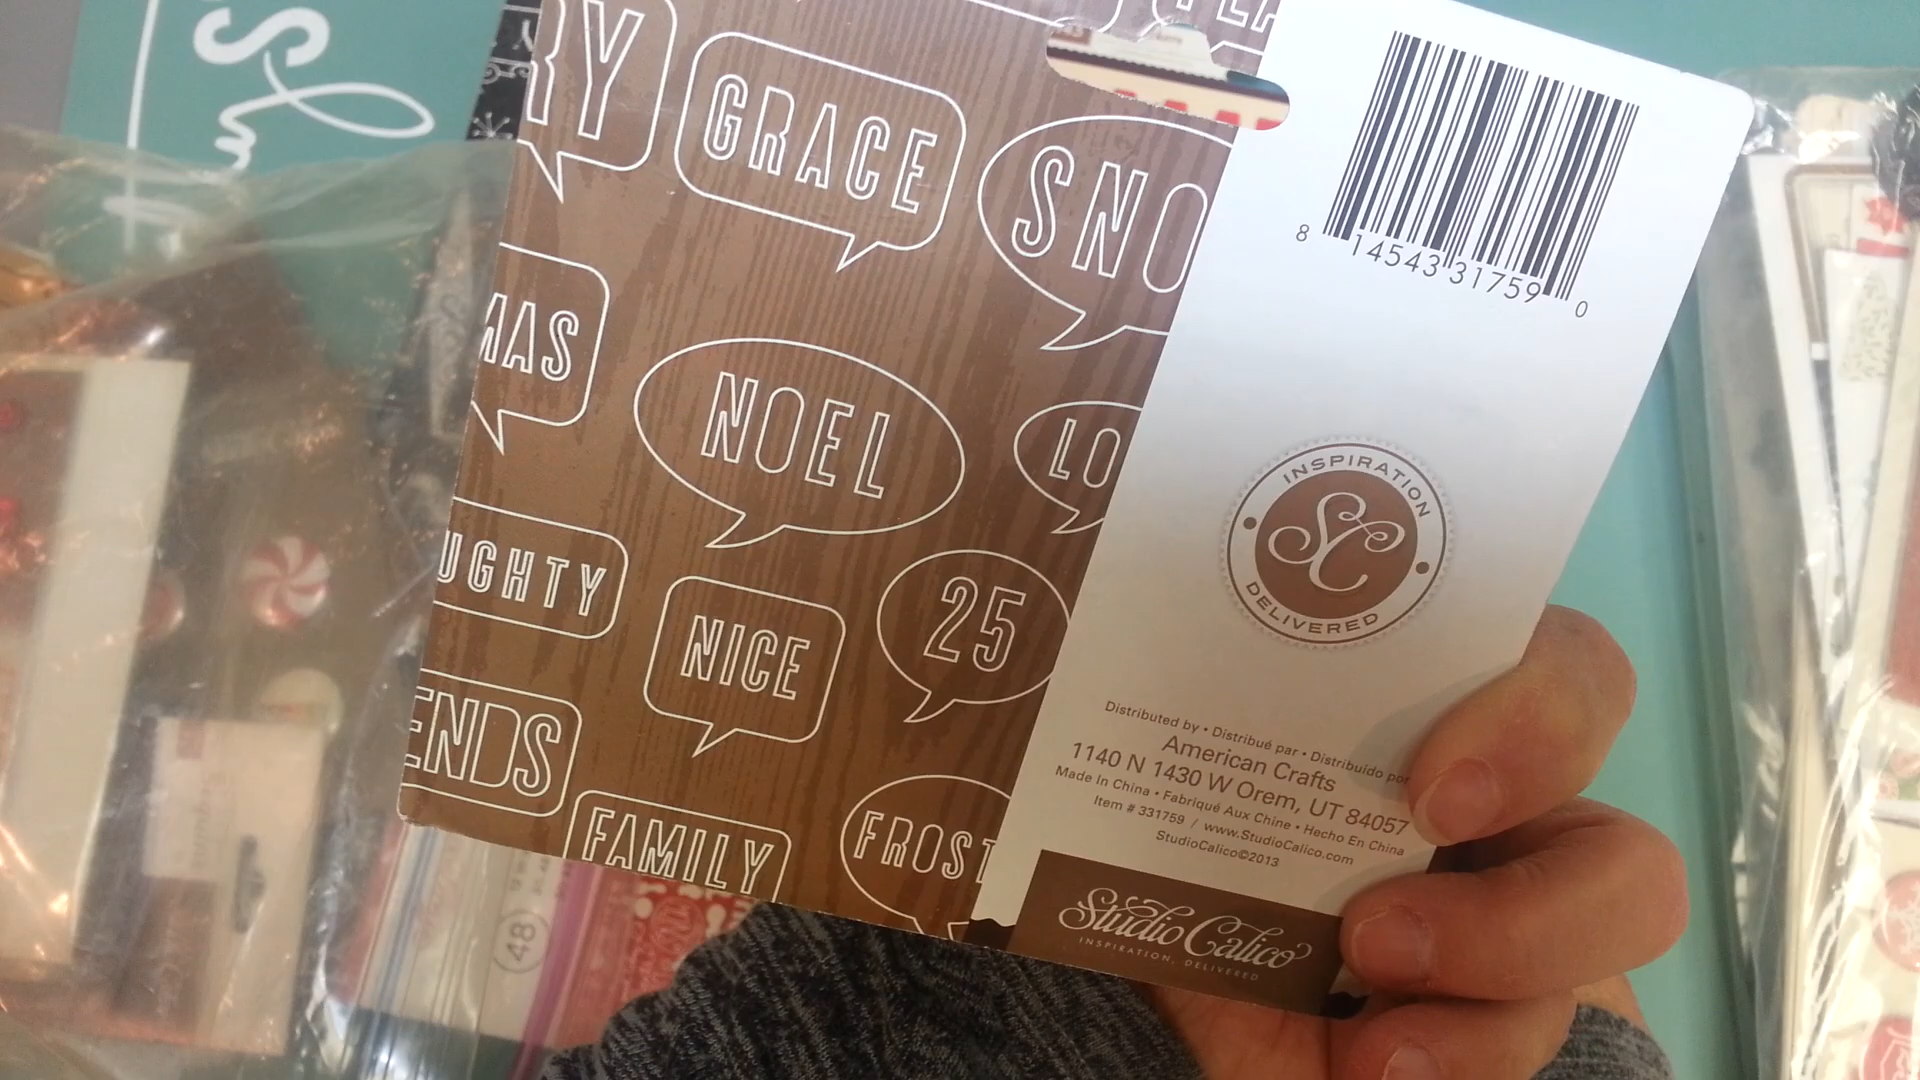 RY
GRACE
SNO
MAS
NOEL
LO
UGHTY
NICE
25
ENDS
FAMILY
FROST
8 14543 31759 0
INSPIRATION
SC
DELIVERED
Distributed by • Distribué par • Distribuído por
American Crafts
1140 N 1430 W Orem, UT 84057
Made In China • Fabriqué Aux Chine • Hecho En China
Item # 331759 / www.StudioCalico.com
StudioCalico©2013
Studio Calico
INSPIRATION, DELIVERED
48